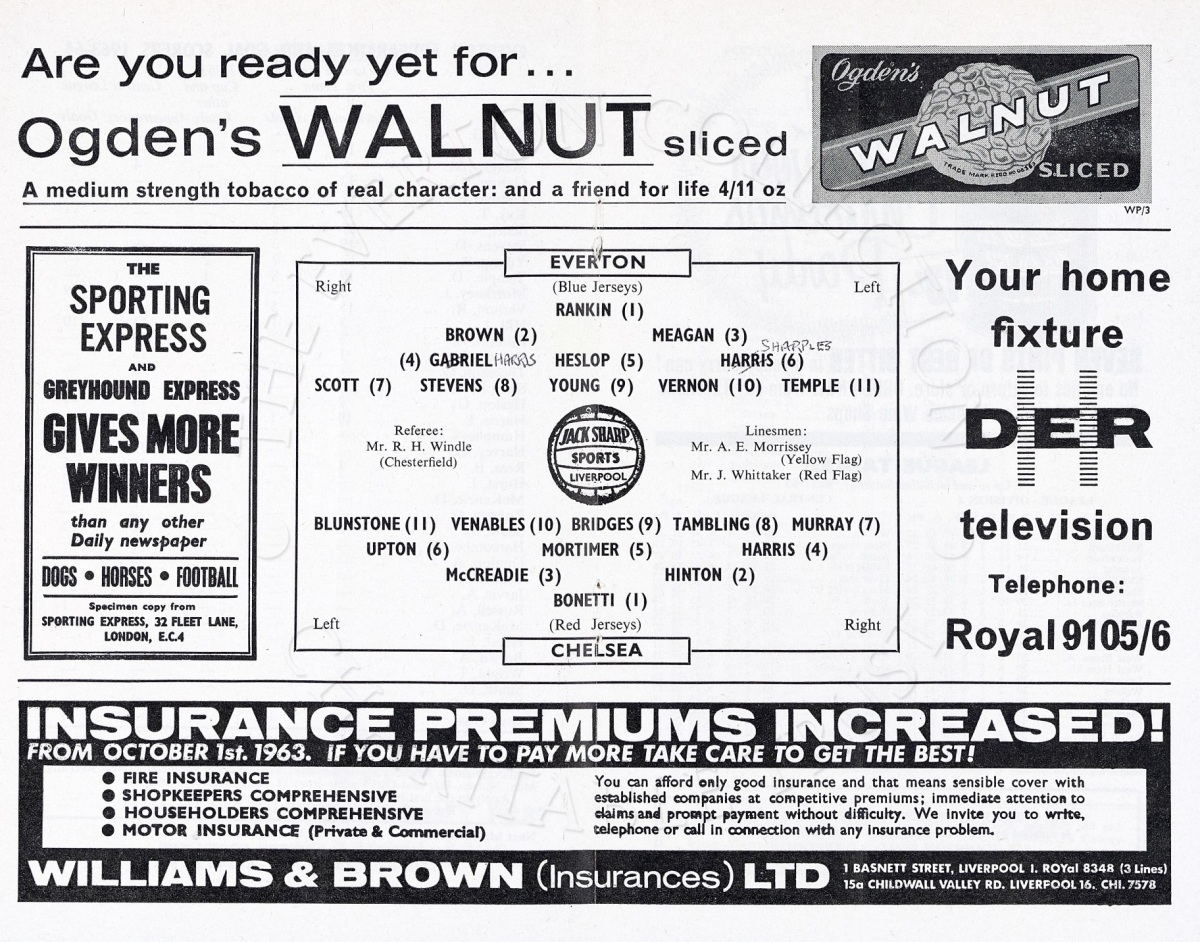 Are you ready yet for...
Ogden's WALNUT sliced
A medium strength tobacco of real character: and a friend for life 4/11 oz
Ogden's
WALNUT
TRADE MARK REGD NO
SLICED
WP/3
THE
SPORTING
EXPRESS
AND
GREYHOUND EXPRESS
GIVES MORE
WINNERS
than any other
Daily newspaper
DOGS • HORSES • FOOTBALL
Specimen copy from
SPORTING EXPRESS, 32 FLEET LANE,
LONDON, E.C.4
EVERTON
Right (Blue Jerseys) Left
RANKIN (1)
BROWN (2) MEAGAN (3)
SHARPLES
(4) GABRIEL HARRIS HESLOP (5) HARRIS (6)
SCOTT (7) STEVENS (8) YOUNG (9) VERNON (10) TEMPLE (11)
Referee:
Mr. R. H. Windle
(Chesterfield)
JACK SHARP
SPORTS
LIVERPOOL
Linesmen:
Mr. A. E. Morrissey
(Yellow Flag)
Mr. J. Whittaker (Red Flag)
BLUNSTONE (11) VENABLES (10) BRIDGES (9) TAMBLING (8) MURRAY (7)
UPTON (6) MORTIMER (5) HARRIS (4)
McCREADIE (3) HINTON (2)
BONETTI (1)
Left (Red Jerseys) Right
CHELSEA
Your home
fixture
DER
television
Telephone:
Royal 9105/6
INSURANCE PREMIUMS INCREASED!
FROM OCTOBER 1st. 1963. IF YOU HAVE TO PAY MORE TAKE CARE TO GET THE BEST!
● FIRE INSURANCE
● SHOPKEEPERS COMPREHENSIVE
● HOUSEHOLDERS COMPREHENSIVE
● MOTOR INSURANCE (Private & Commercial)
You can afford only good insurance and that means sensible cover with
established companies at competitive premiums; immediate attention to
claims and prompt payment without difficulty. We invite you to write,
telephone or call in connection with any insurance problem.
WILLIAMS & BROWN (Insurances) LTD
1 BASNETT STREET, LIVERPOOL 1. ROYal 8348 (3 Lines)
15a CHILDWALL VALLEY RD. LIVERPOOL 16. CHI. 7578